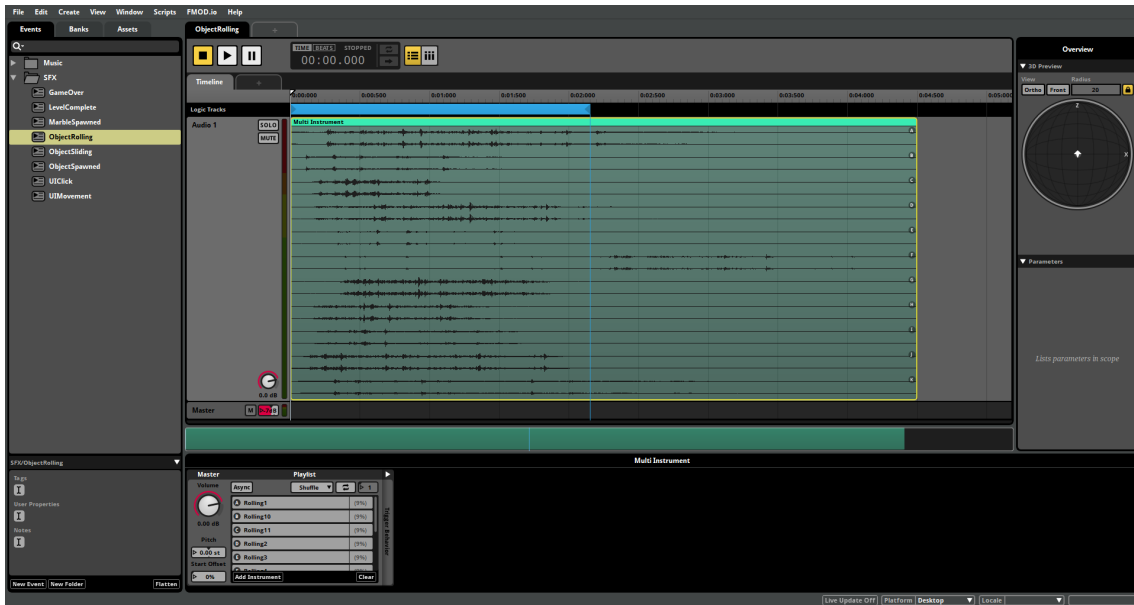 File Edit Create View Window Scripts FMOD.io Help
Events Banks Assets
Music
SFX
GameOver
LevelComplete
MarbleSpawned
ObjectRolling
ObjectSliding
ObjectSpawned
UIClick
UIMovement
SFX/ObjectRolling
Tags
User Properties
Notes
New Event New Folder Flatten
ObjectRolling +
TIME BEATS STOPPED
00:00.000
Timeline +
0:00:000 0:00:500 0:01:000 0:01:500 0:02:000 0:02:500 0:03:000 0:03:500 0:04:000 0:04:500 0:05:000
Logic Tracks
Audio 1 SOLO
MUTE
0.0 dB
Multi Instrument
A
B
C
D
E
F
G
H
I
J
K
Master M
Overview
3D Preview
View Radius
Ortho Front 20
Z
X
Parameters
Lists parameters in scope
Multi Instrument
Master Playlist
Volume Async Shuffle 1
0.00 dB
Pitch
0.00 st
Start Offset
0%
A Rolling1 (9%)
B Rolling10 (9%)
C Rolling11 (9%)
D Rolling2 (9%)
E Rolling3 (9%)
Add Instrument Clear
Trigger Behavior
Live Update Off Platform Desktop Locale